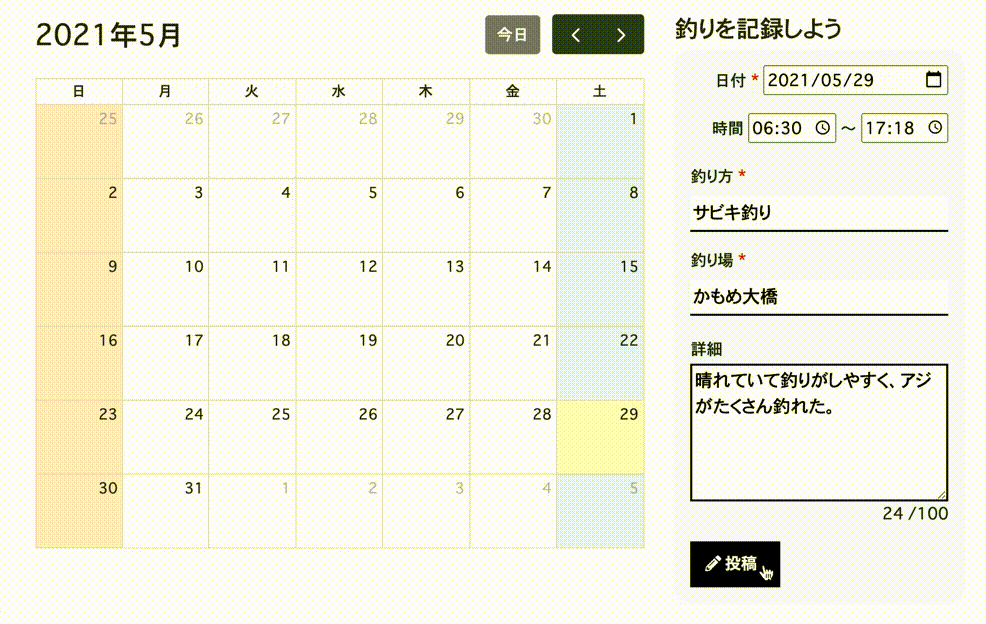 2021年5月
今日
日 月 火 水 木 金 土
25 26 27 28 29 30 1
2 3 4 5 6 7 8
9 10 11 12 13 14 15
16 17 18 19 20 21 22
23 24 25 26 27 28 29
30 31 1 2 3 4 5
釣りを記録しよう
日付 * 2021/05/29
時間 06:30 ～ 17:18
釣り方 *
サビキ釣り
釣り場 *
かもめ大橋
詳細
晴れていて釣りがしやすく、アジ
がたくさん釣れた。
24 /100
投稿